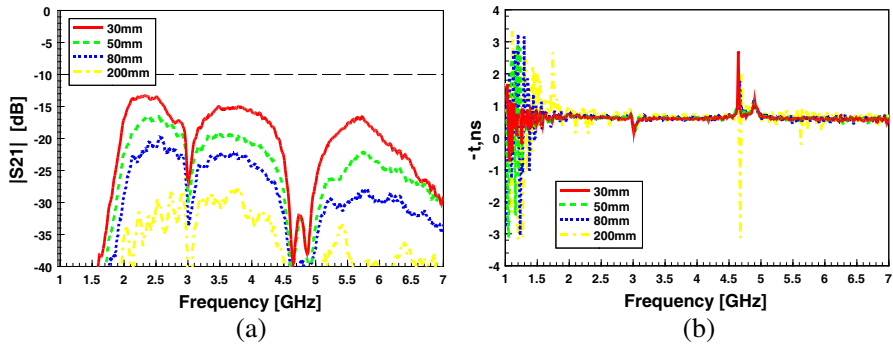 0
-5
-10
-15
-20
-25
-30
-35
-40
|S21| [dB]
30mm
50mm
80mm
200mm
1 1.5 2 2.5 3 3.5 4 4.5 5 5.5 6 6.5 7
Frequency [GHz]
(a)
4
3
2
1
0
-1
-2
-3
-4
-t,ns
30mm
50mm
80mm
200mm
1 1.5 2 2.5 3 3.5 4 4.5 5 5.5 6 6.5 7
Frequency [GHz]
(b)